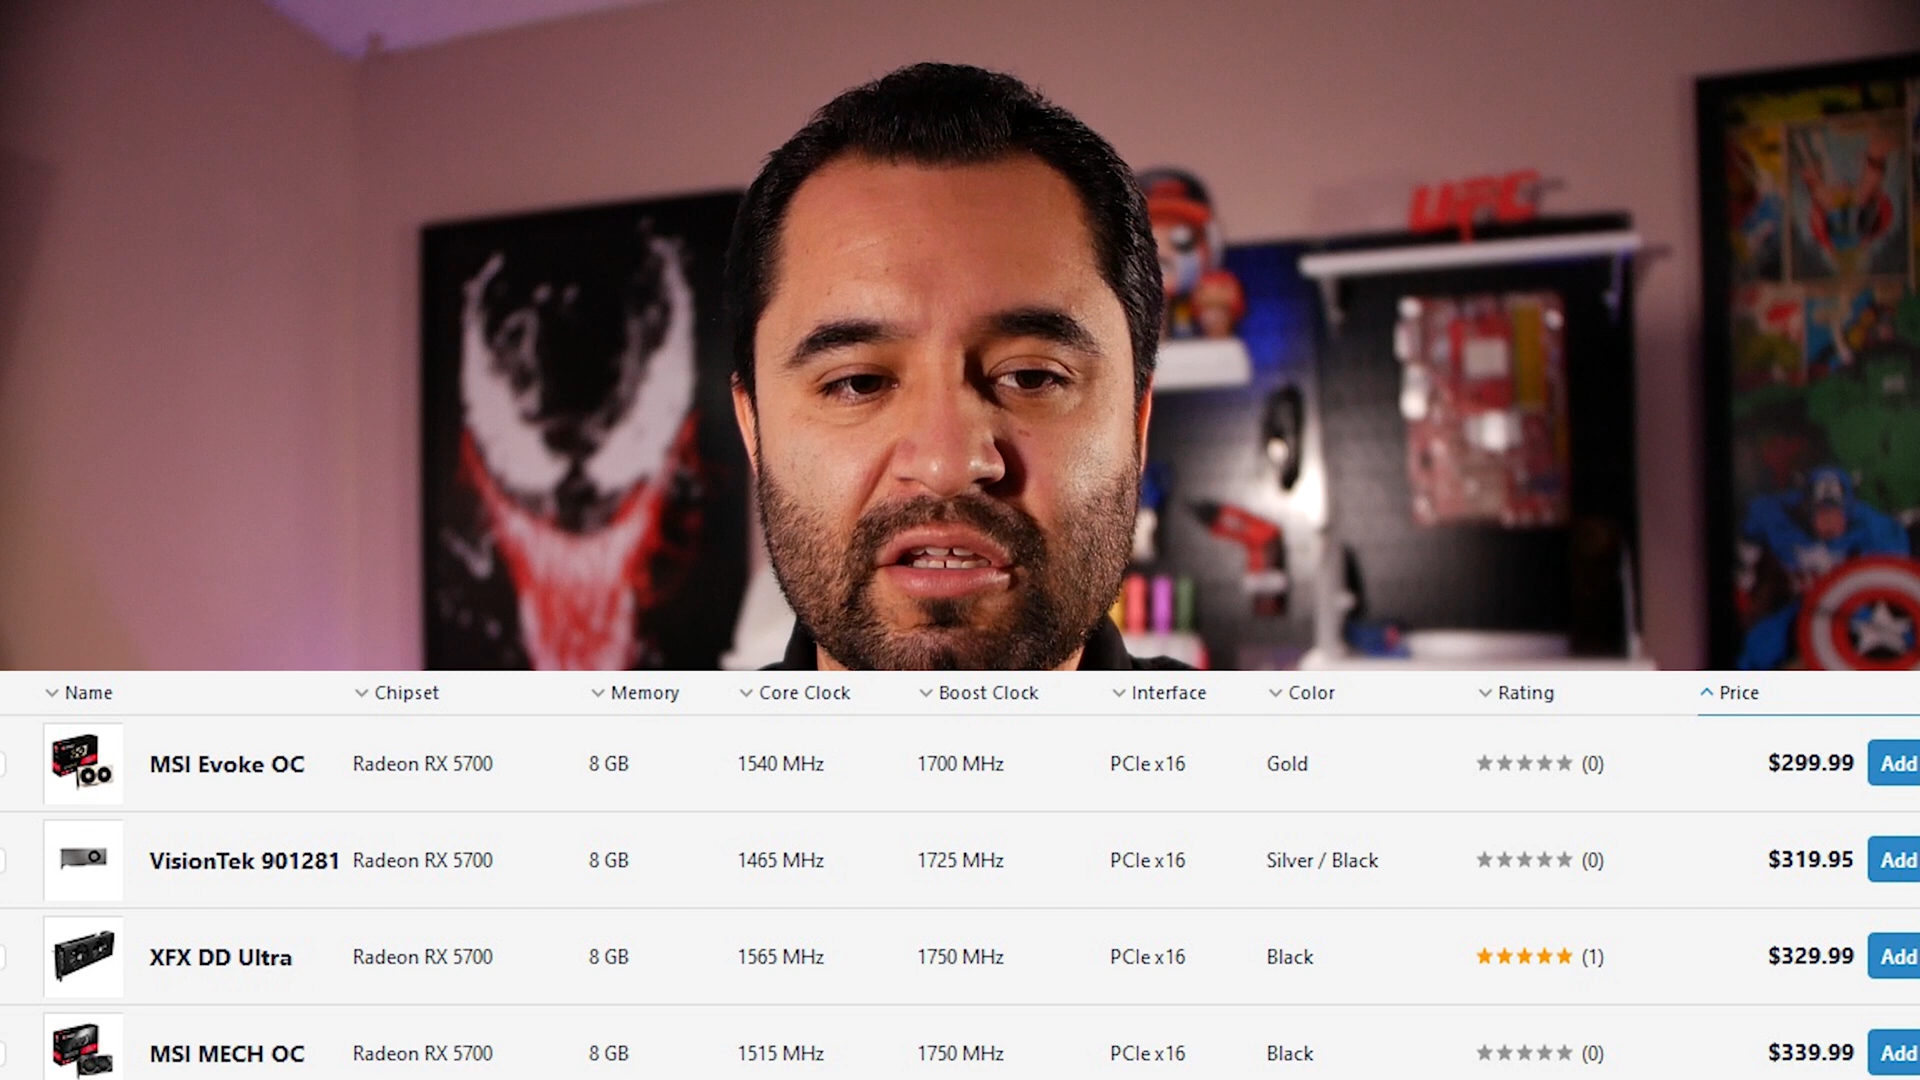 UFC
Name Chipset Memory Core Clock Boost Clock Interface Color Rating Price
MSI Evoke OC Radeon RX 5700 8 GB 1540 MHz 1700 MHz PCIe x16 Gold (0) $299.99 Add
VisionTek 901281 Radeon RX 5700 8 GB 1465 MHz 1725 MHz PCIe x16 Silver / Black (0) $319.95 Add
XFX DD Ultra Radeon RX 5700 8 GB 1565 MHz 1750 MHz PCIe x16 Black (1) $329.99 Add
MSI MECH OC Radeon RX 5700 8 GB 1515 MHz 1750 MHz PCIe x16 Black (0) $339.99 Add